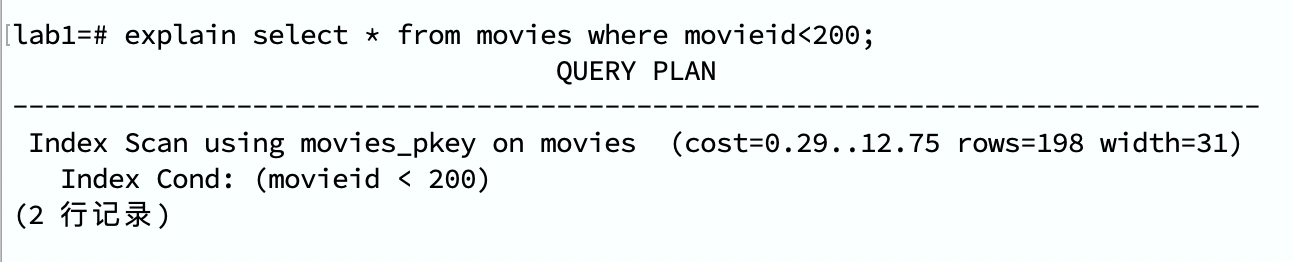 [lab1=# explain select * from movies where movieid<200;
QUERY PLAN
------------------------------------------------------------------------------
Index Scan using movies_pkey on movies  (cost=0.29..12.75 rows=198 width=31)
Index Cond: (movieid < 200)
(2 行记录)